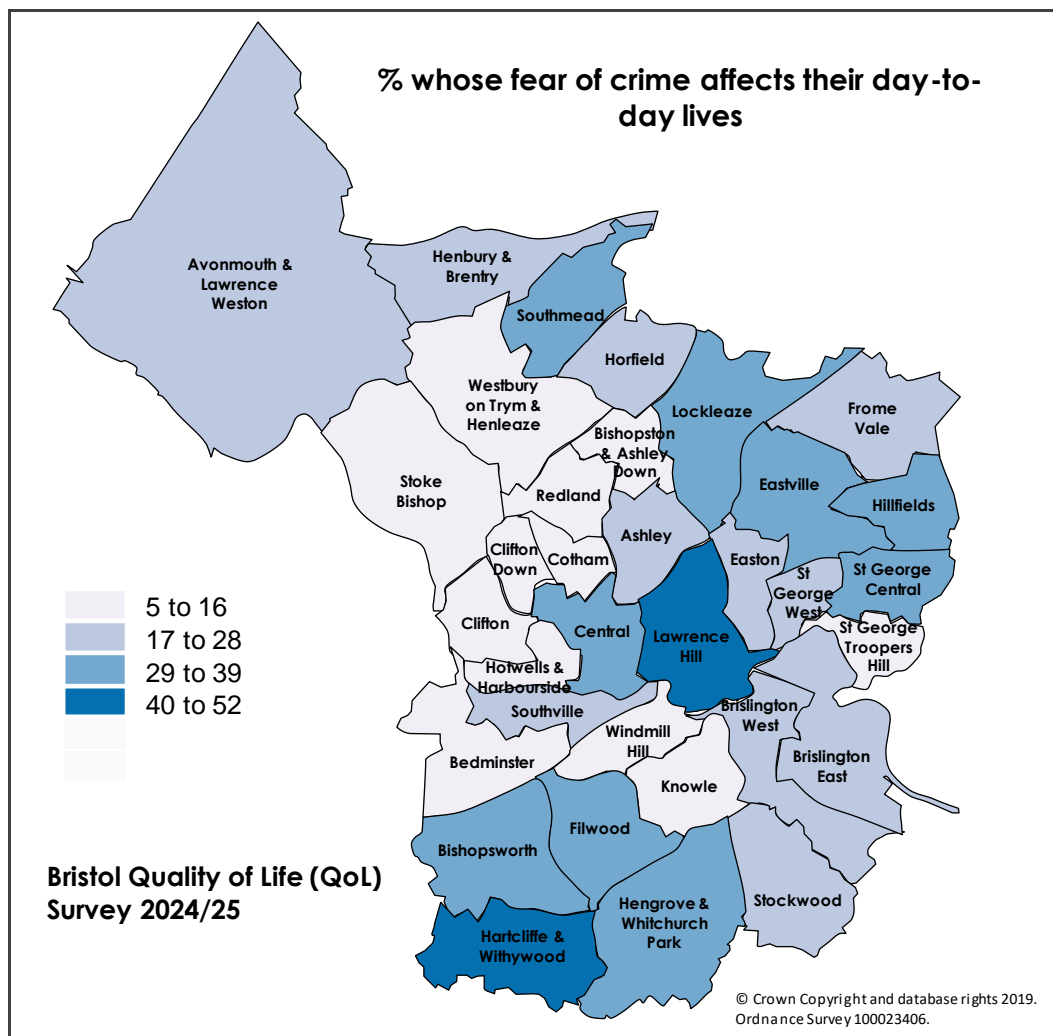 % whose fear of crime affects their day-to-
day lives
Avonmouth &
Lawrence
Weston
Henbury &
Brentry
Southmead
Horfield
Westbury
on Trym &
Henleaze
Lockleaze
Frome
Vale
Bishopston
& Ashley
Down
Stoke
Bishop
Redland
Eastville
Hillfields
Ashley
Clifton
Down
Cotham
Easton
St
George
West
St George
Central
Clifton
Central
Lawrence
Hill
St George
Troopers
Hill
Hotwells &
Harbourside
Southville
Brislington
West
Windmill
Hill
Bedminster
Knowle
Brislington
East
Filwood
Bishopsworth
Stockwood
Hengrove &
Whitchurch
Park
Hartcliffe &
Withywood
5 to 16
17 to 28
29 to 39
40 to 52
Bristol Quality of Life (QoL)
Survey 2024/25
© Crown Copyright and database rights 2019.
Ordnance Survey 100023406.